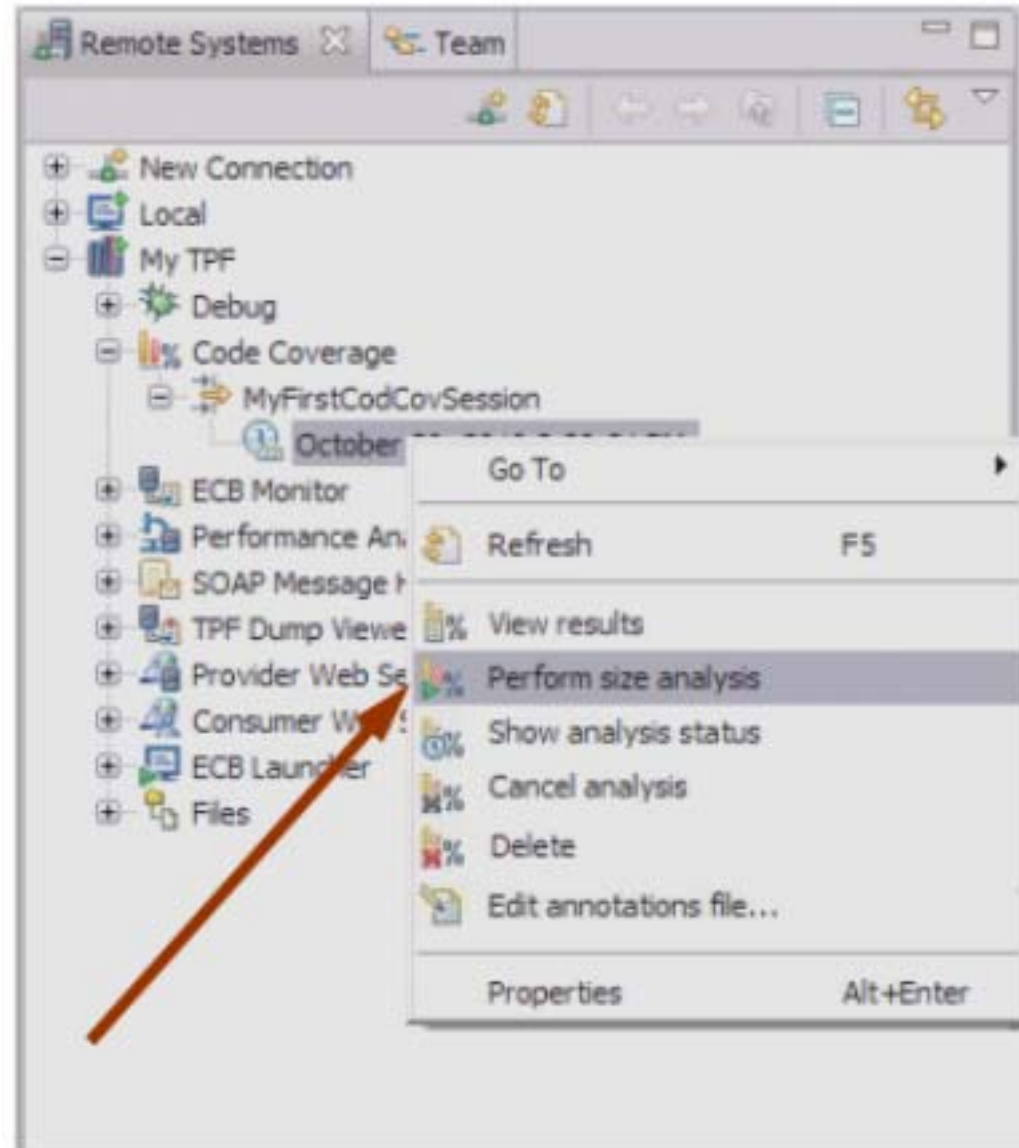 Remote Systems
Team
New Connection
Local
My TPF
Debug
Code Coverage
MyFirstCodCovSession
October
ECB Monitor
Performance Ana
SOAP Message
TPF Dump Viewe
Provider Web Se
Consumer
ECB Launcher
Files
Go To
Refresh F5
View results
Perform size analysis
Show analysis status
Cancel analysis
Delete
Edit annotations file...
Properties Alt+Enter